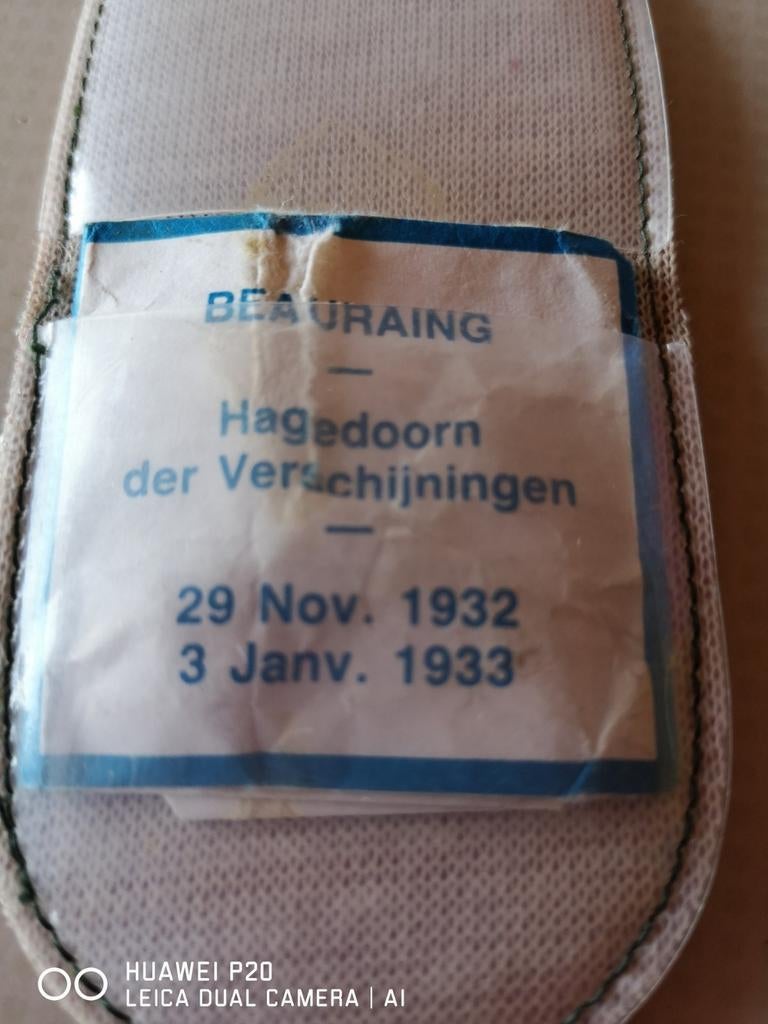 BEAURAING
—
Hagedoorn
der Verschijningen
—
29 Nov. 1932
3 Janv. 1933
HUAWEI P20
LEICA DUAL CAMERA | AI